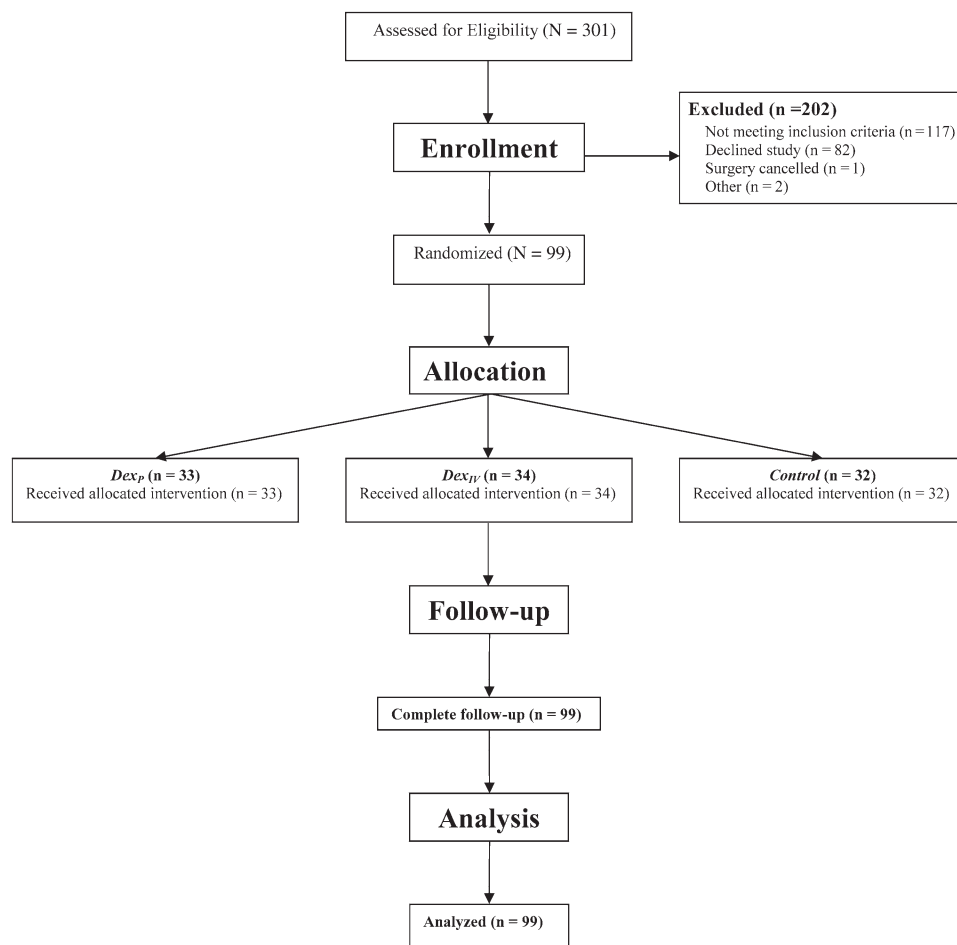 Assessed for Eligibility (N = 301)
Enrollment
Excluded (n =202)
Not meeting inclusion criteria (n = 117)
Declined study (n = 82)
Surgery cancelled (n = 1)
Other (n = 2)
Randomized (N = 99)
Allocation
Dex_P (n = 33)
Received allocated intervention (n = 33)
Dex_IV (n = 34)
Received allocated intervention (n = 34)
Control (n = 32)
Received allocated intervention (n = 32)
Follow-up
Complete follow-up (n = 99)
Analysis
Analyzed (n = 99)